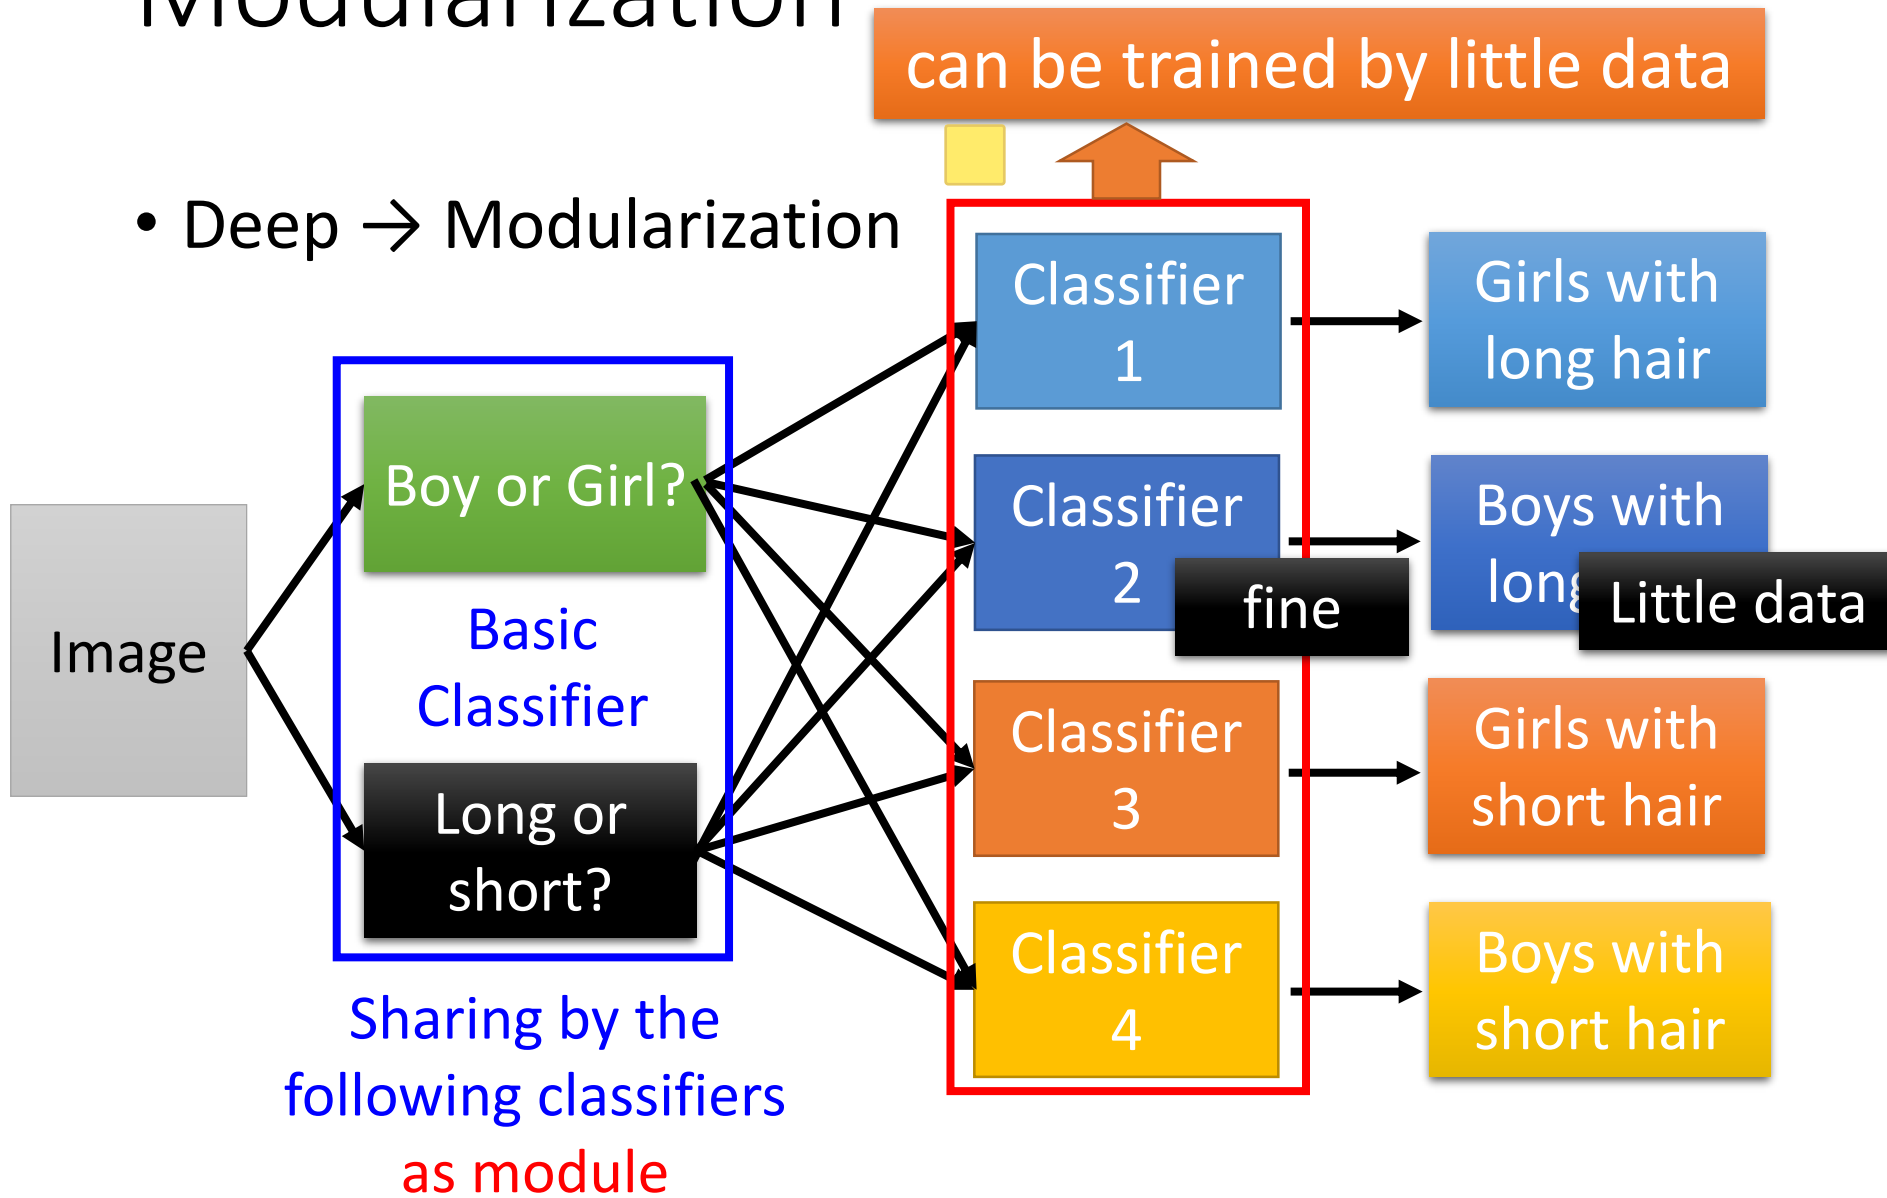 Modularization
can be trained by little data
• Deep → Modularization
Image
Boy or Girl?
Basic
Classifier
Long or
short?
Sharing by the
following classifiers
as module
Classifier
1
Girls with
long hair
Classifier
2
fine
Boys with
long
Little data
Classifier
3
Girls with
short hair
Classifier
4
Boys with
short hair